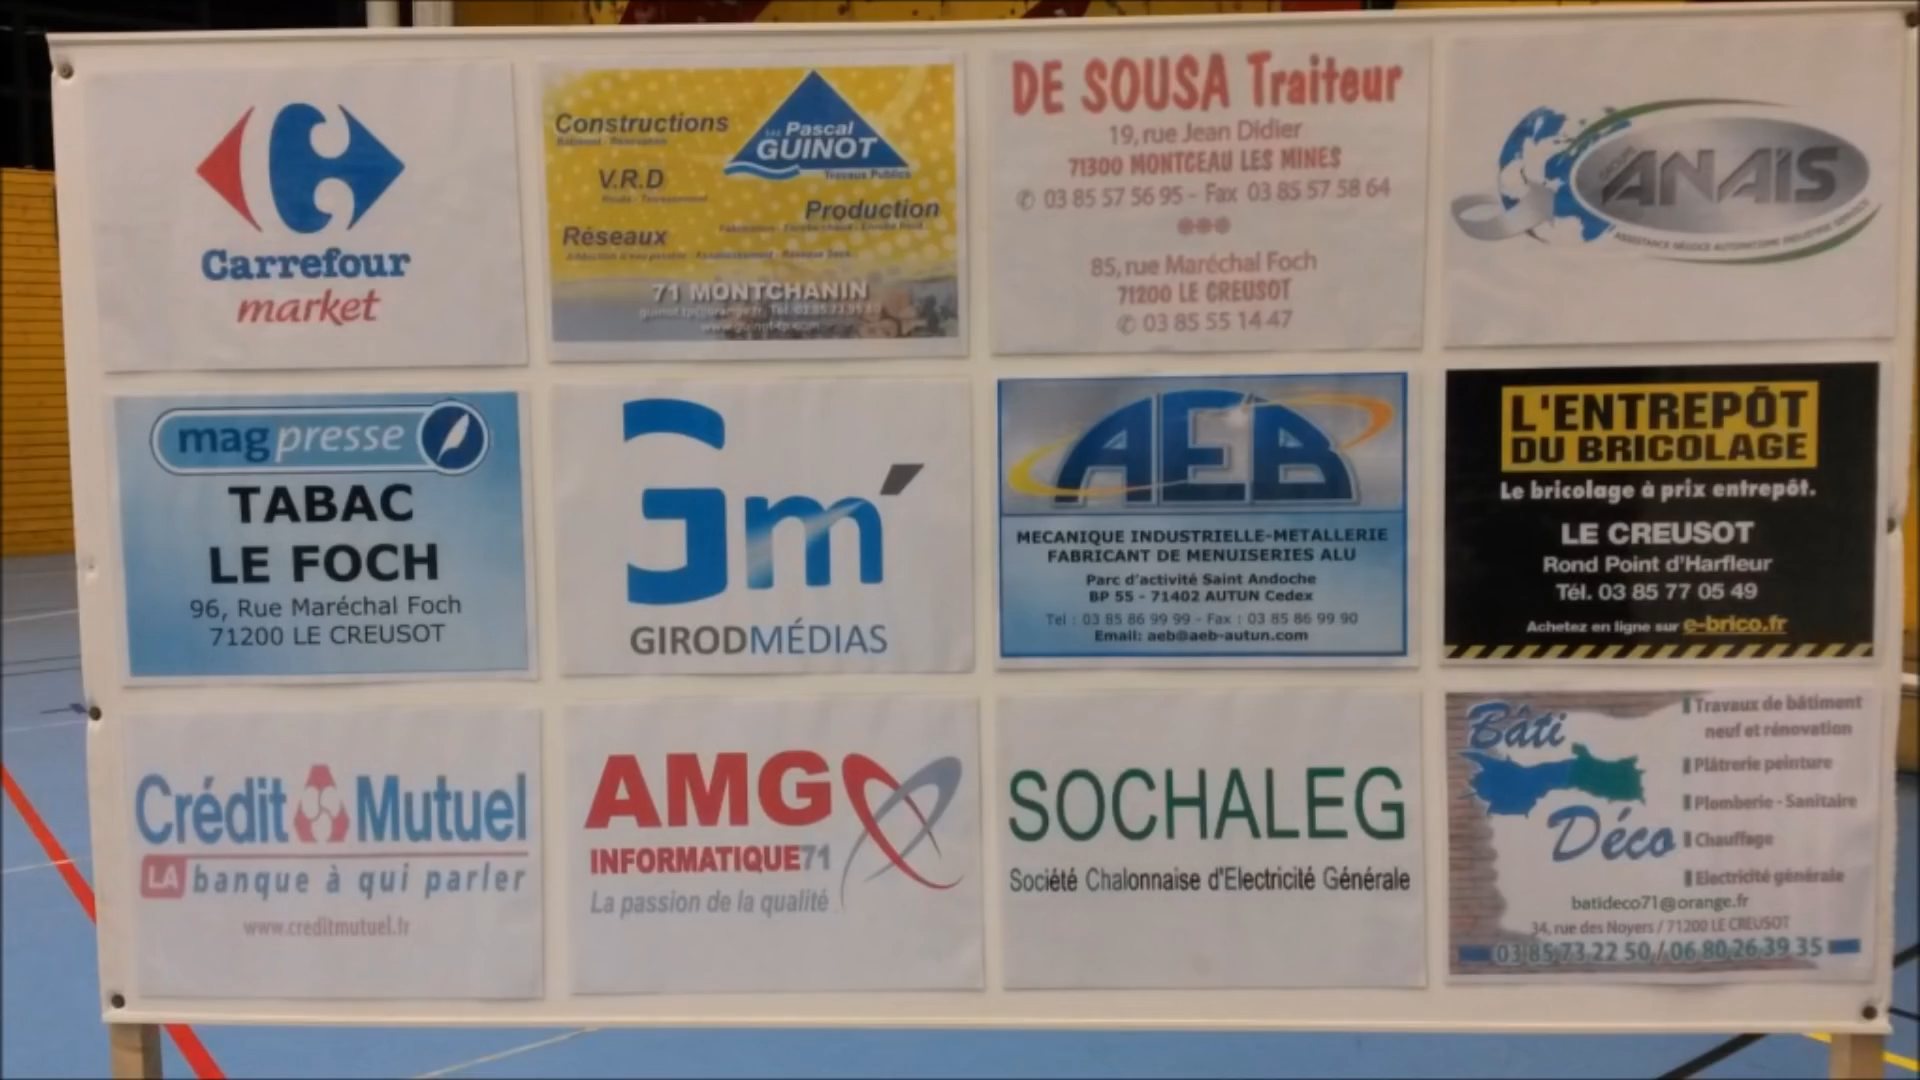 Carrefour
market
Constructions
Pascal
GUINOT
Travaux Publics
V.R.D
Production
Réseaux
71 MONTCHANIN
DE SOUSA Traiteur
19, rue Jean Didier
71300 MONTCEAU LES MINES
✆ 03 85 57 56 95 - Fax 03 85 57 58 64
85, rue Maréchal Foch
71200 LE CREUSOT
✆ 03 85 55 14 47
ANAIS
magpresse
TABAC
LE FOCH
96, Rue Maréchal Foch
71200 LE CREUSOT
Gm'
GIRODMÉDIAS
AEB
MECANIQUE INDUSTRIELLE-METALLERIE
FABRICANT DE MENUISERIES ALU
Parc d'activité Saint Andoche
BP 55 - 71402 AUTUN Cedex
Tel : 03 85 86 99 99 - Fax : 03 85 86 99 90
Email: aeb@aeb-autun.com
L'ENTREPÔT
DU BRICOLAGE
Le bricolage à prix entrepôt.
LE CREUSOT
Rond Point d'Harfleur
Tél. 03 85 77 05 49
Achetez en ligne sur e-brico.fr
Crédit Mutuel
LA banque à qui parler
www.creditmutuel.fr
AMG
INFORMATIQUE71
La passion de la qualité
SOCHALEG
Société Chalonnaise d'Electricité Générale
Bâti
Déco
Travaux de bâtiment
neuf et rénovation
Plâtrerie peinture
Plomberie - Sanitaire
Chauffage
Electricité générale
batideco71@orange.fr
34, rue des Noyers / 71200 LE CREUSOT
03 85 73 22 50 / 06 80 26 39 35